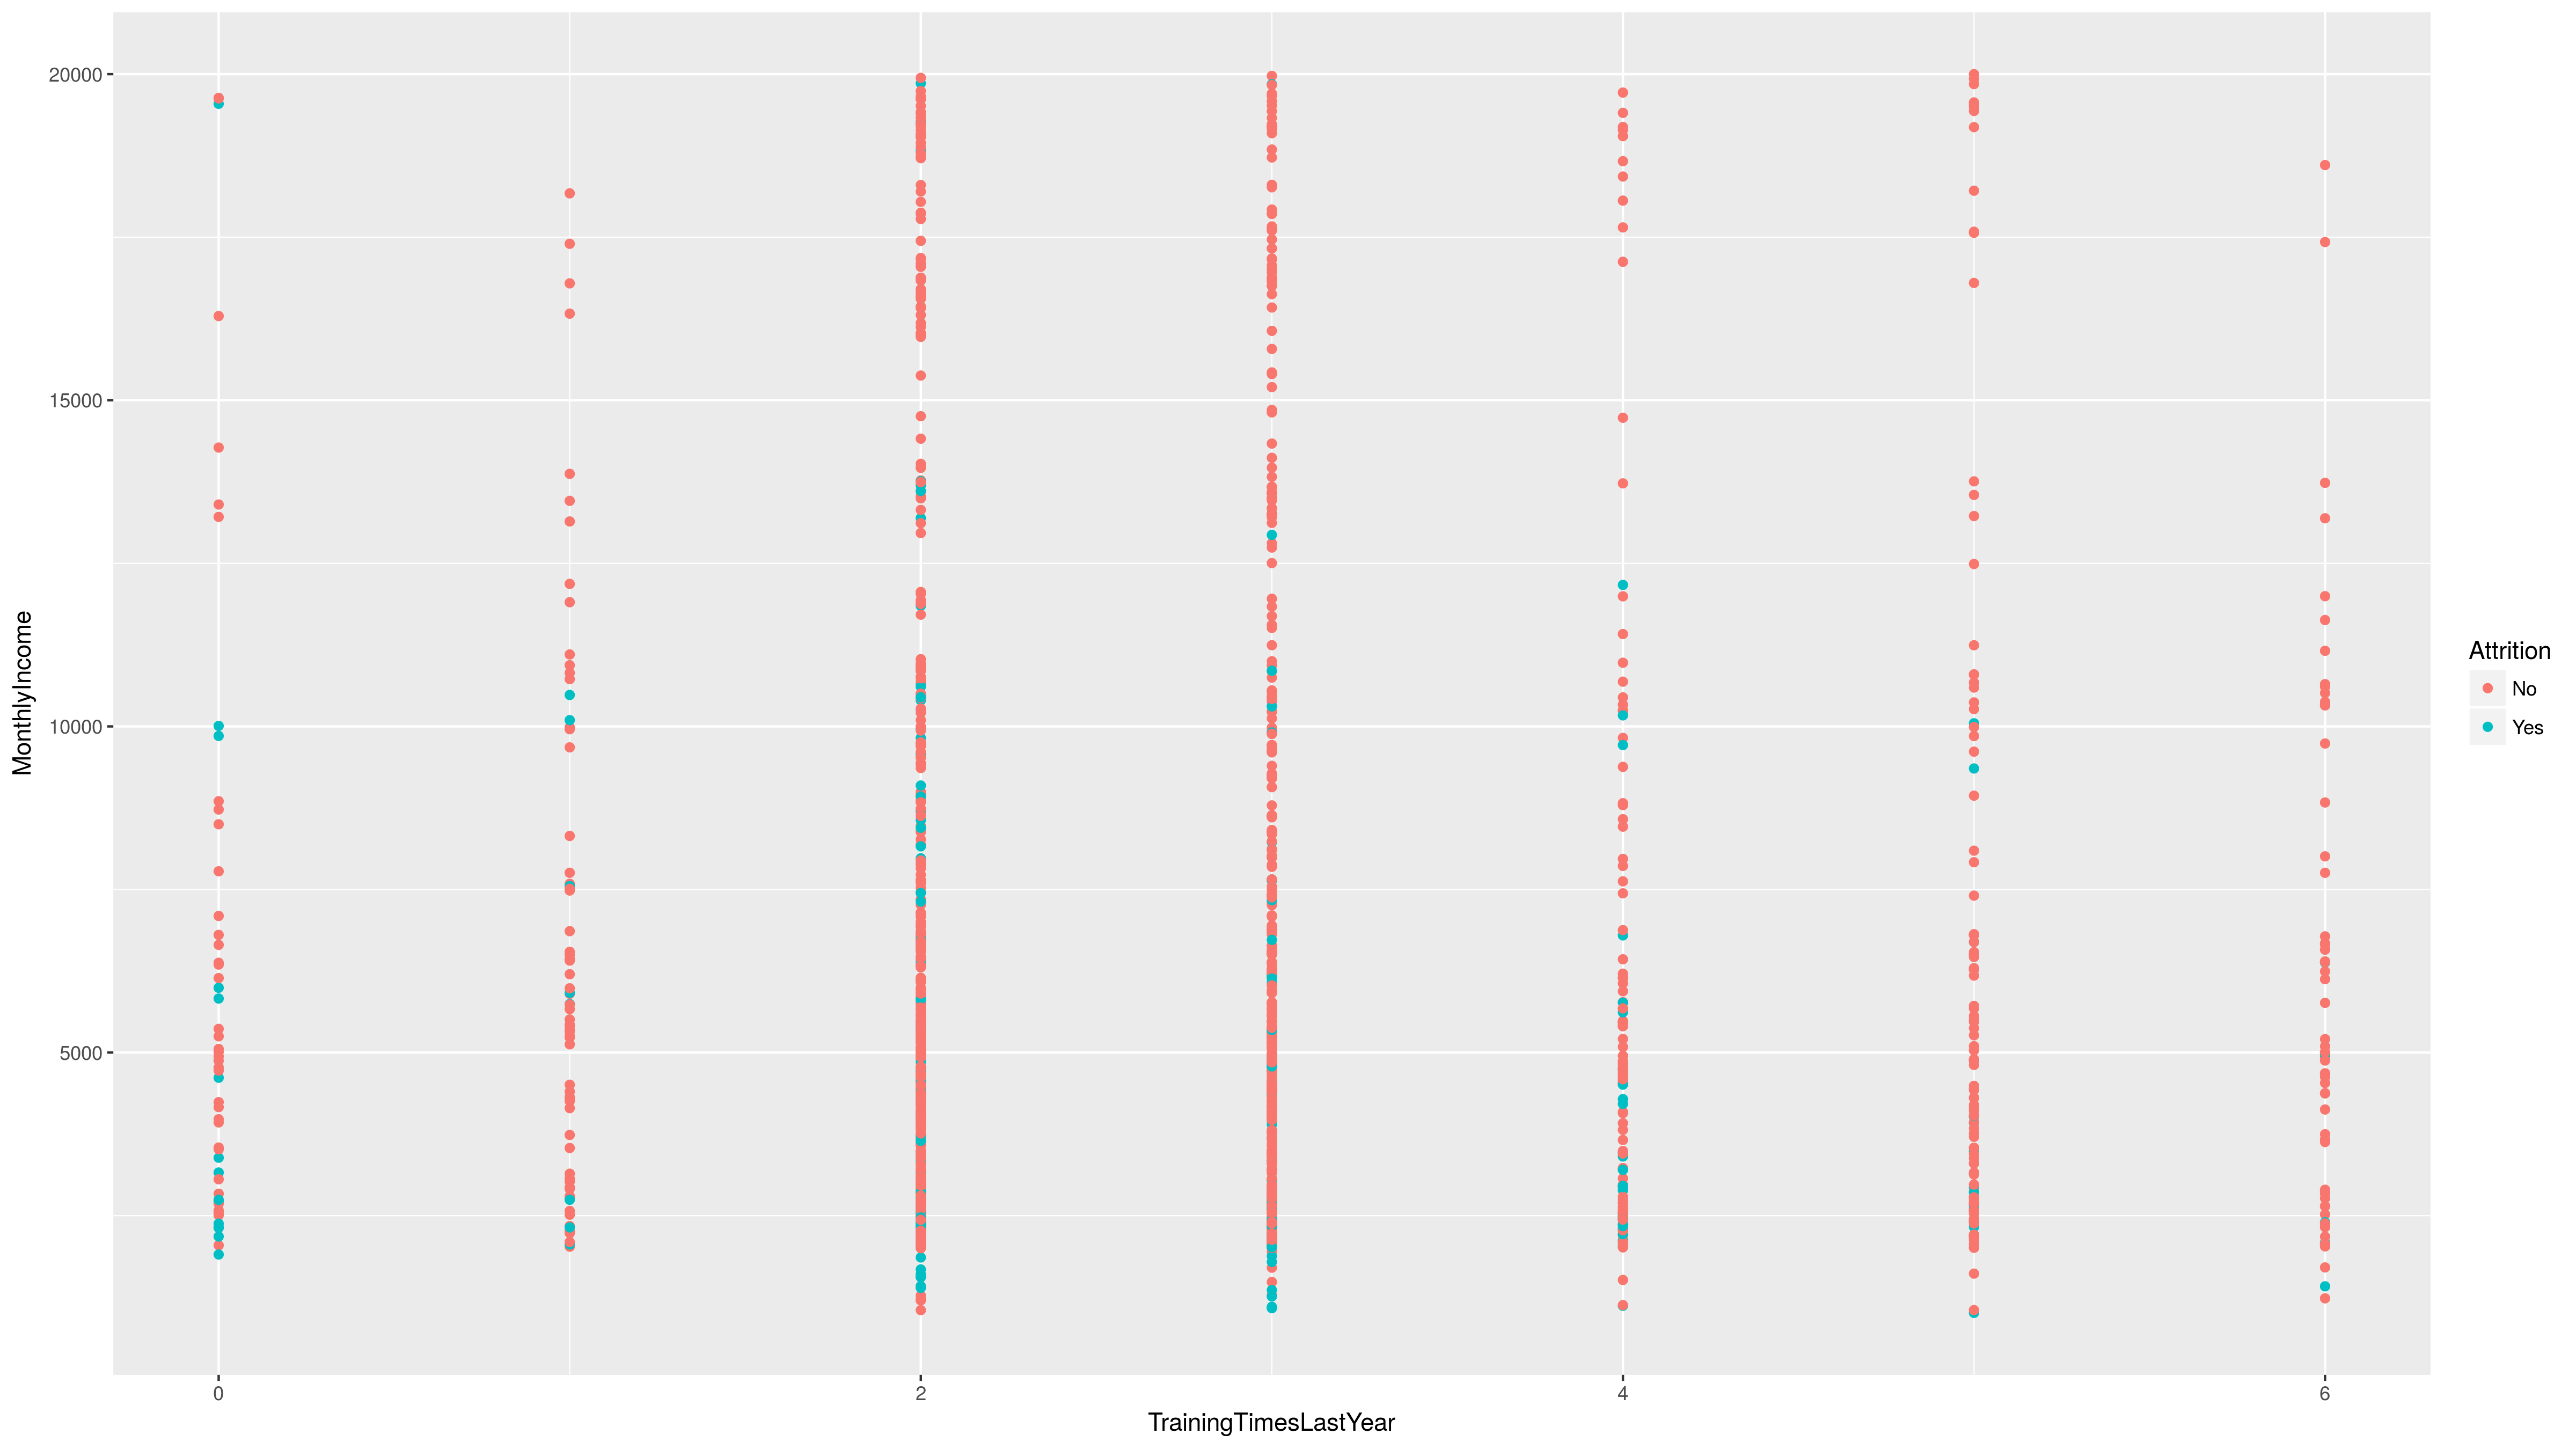 20000
15000
10000
5000
MonthlyIncome
0
2
4
6
TrainingTimesLastYear
Attrition
No
Yes